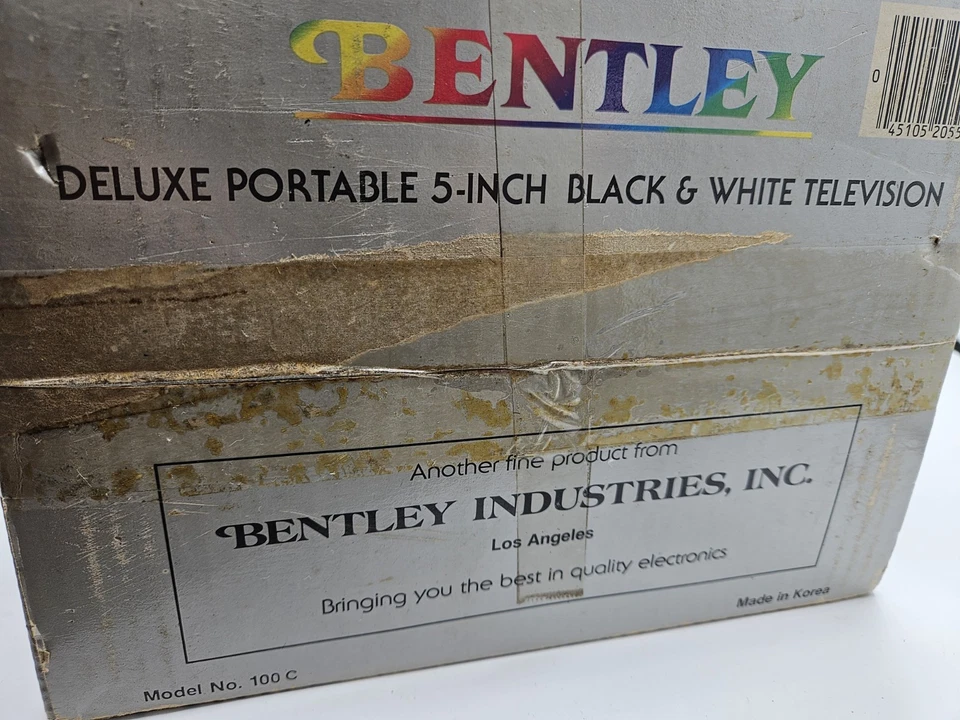 BENTLEY
0
45105 2055
DELUXE PORTABLE 5-INCH BLACK & WHITE TELEVISION
Another fine product from
BENTLEY INDUSTRIES, INC.
Los Angeles
Bringing you the best in quality electronics
Made in Korea
Model No. 100 C